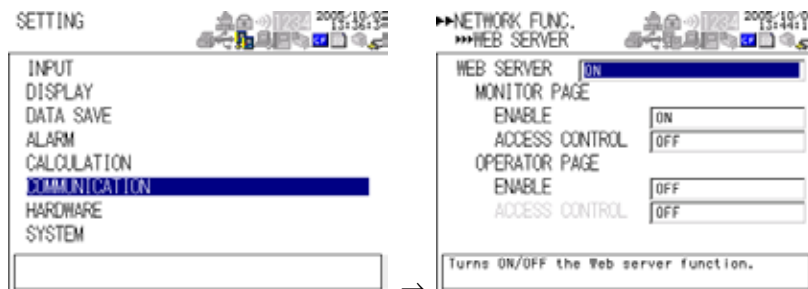 SETTING
INPUT
DISPLAY
DATA SAVE
ALARM
CALCULATION
COMMUNICATION
HARDWARE
SYSTEM
→
▸▸NETWORK FUNC.
▸▸▸WEB SERVER
WEB SERVER ON
MONITOR PAGE
ENABLE ON
ACCESS CONTROL OFF
OPERATOR PAGE
ENABLE OFF
ACCESS CONTROL OFF
Turns ON/OFF the Web server function.